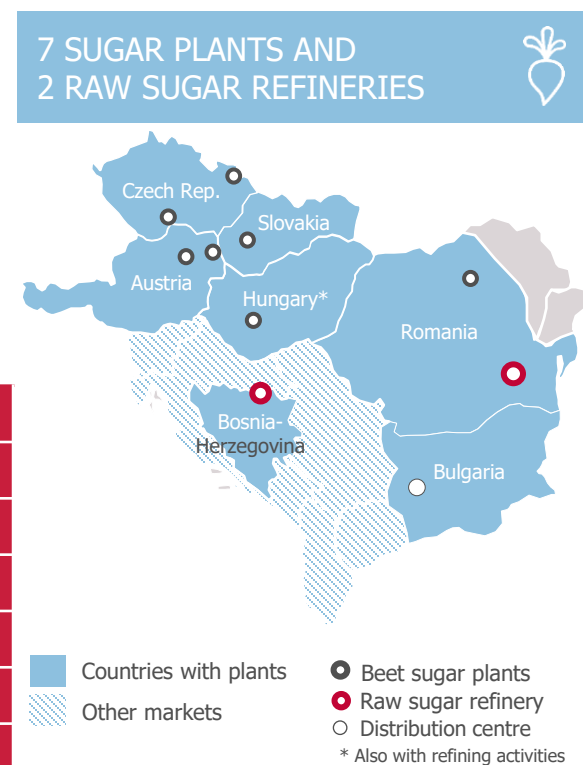 7 SUGAR PLANTS AND
2 RAW SUGAR REFINERIES
Czech Rep.
Slovakia
Austria
Hungary*
Romania
Bosnia-
Herzegovina
Bulgaria
Countries with plants
Other markets
Beet sugar plants
Raw sugar refinery
Distribution centre
* Also with refining activities